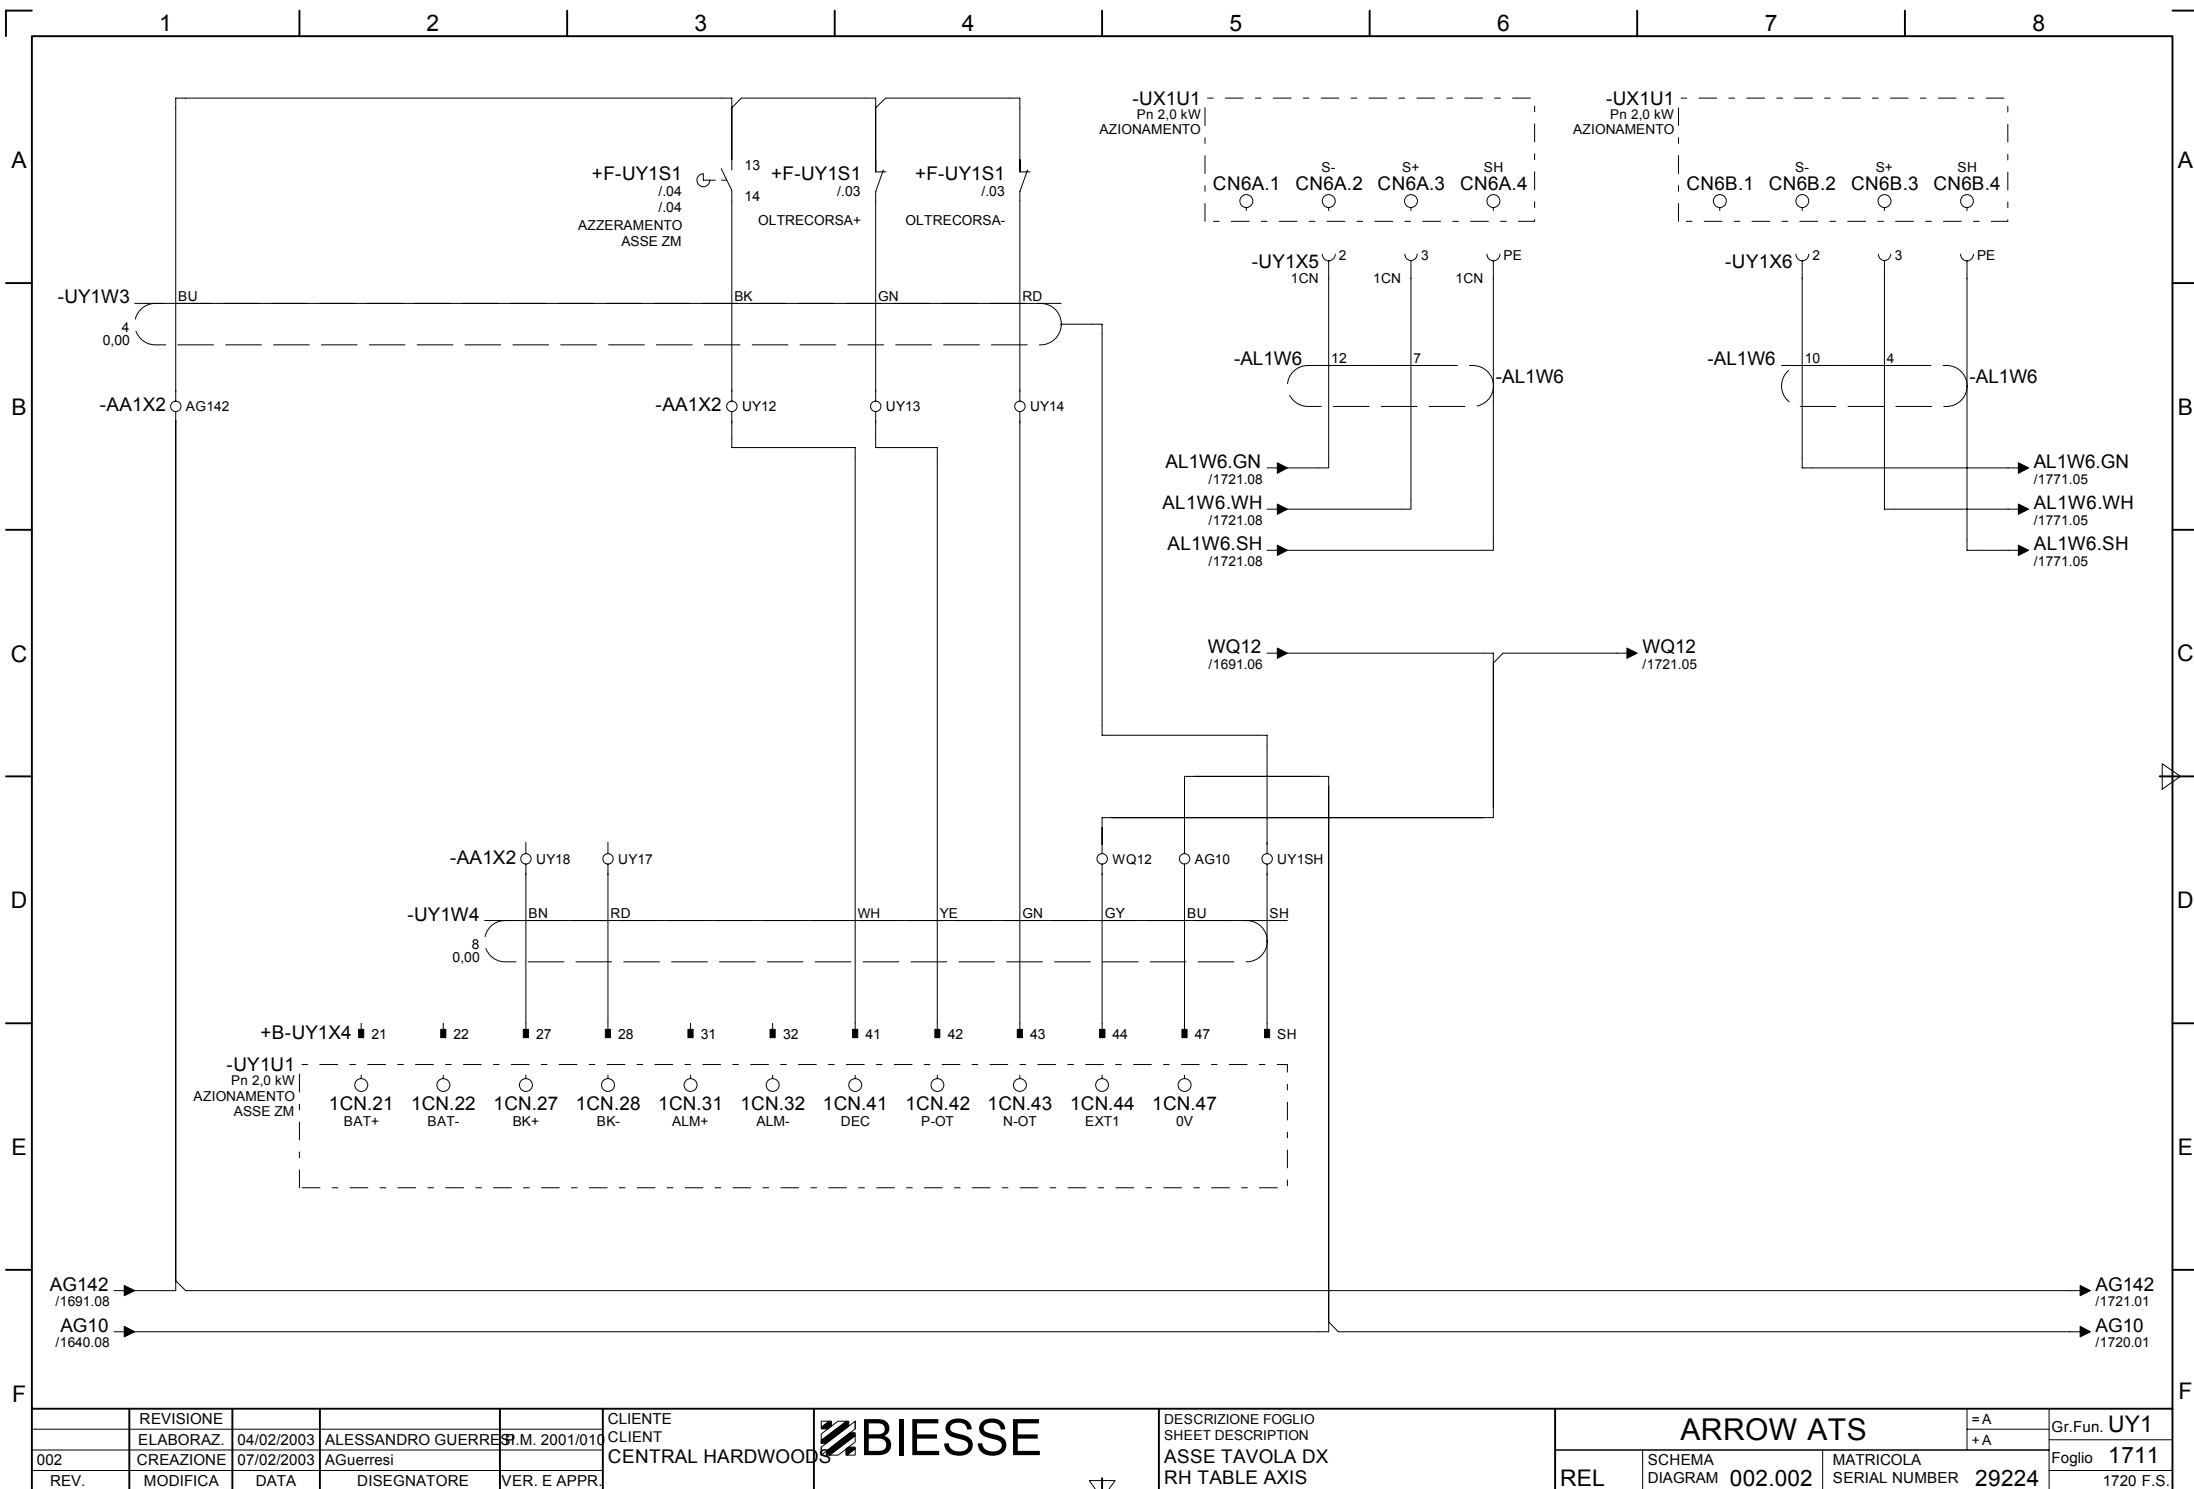 1 2 3 4 5 6 7 8
A A
-UX1U1
Pn 2,0 kW
AZIONAMENTO
S- S+ SH
CN6A.1 CN6A.2 CN6A.3 CN6A.4
-UX1U1
Pn 2,0 kW
AZIONAMENTO
S- S+ SH
CN6B.1 CN6B.2 CN6B.3 CN6B.4
+F-UY1S1
/.04
/.04
AZZERAMENTO
ASSE ZM
13
14
+F-UY1S1
/.03
OLTRECORSA+
+F-UY1S1
/.03
OLTRECORSA-
-UY1X5 2 3 PE
1CN 1CN 1CN
-UY1X6 2 3 PE
-UY1W3 BU BK GN RD
4
0,00
-AL1W6 12 7 -AL1W6
-AL1W6 10 4 -AL1W6
B B
-AA1X2 AG142
-AA1X2 UY12 UY13 UY14
AL1W6.GN
/1721.08
AL1W6.WH
/1721.08
AL1W6.SH
/1721.08
AL1W6.GN
/1771.05
AL1W6.WH
/1771.05
AL1W6.SH
/1771.05
C C
WQ12
/1691.06
WQ12
/1721.05
-AA1X2 UY18 UY17 WQ12 AG10 UY1SH
D D
-UY1W4 BN RD WH YE GN GY BU SH
8
0,00
+B-UY1X4 21 22 27 28 31 32 41 42 43 44 47 SH
-UY1U1
Pn 2,0 kW
AZIONAMENTO
ASSE ZM
1CN.21 1CN.22 1CN.27 1CN.28 1CN.31 1CN.32 1CN.41 1CN.42 1CN.43 1CN.44 1CN.47
BAT+ BAT- BK+ BK- ALM+ ALM- DEC P-OT N-OT EXT1 0V
E E
AG142
/1691.08
AG10
/1640.08
AG142
/1721.01
AG10
/1720.01
F F
REVISIONE
ELABORAZ. 04/02/2003 ALESSANDRO GUERRESI P.M. 2001/010
002 CREAZIONE 07/02/2003 AGuerresi
REV. MODIFICA DATA DISEGNATORE VER. E APPR.
CLIENTE
CLIENT
CENTRAL HARDWOODS
BIESSE
DESCRIZIONE FOGLIO
SHEET DESCRIPTION
ASSE TAVOLA DX
RH TABLE AXIS
ARROW ATS
REL
SCHEMA
DIAGRAM 002.002
MATRICOLA
SERIAL NUMBER 29224
= A
+ A
Gr.Fun. UY1
Foglio 1711
1720 F.S.